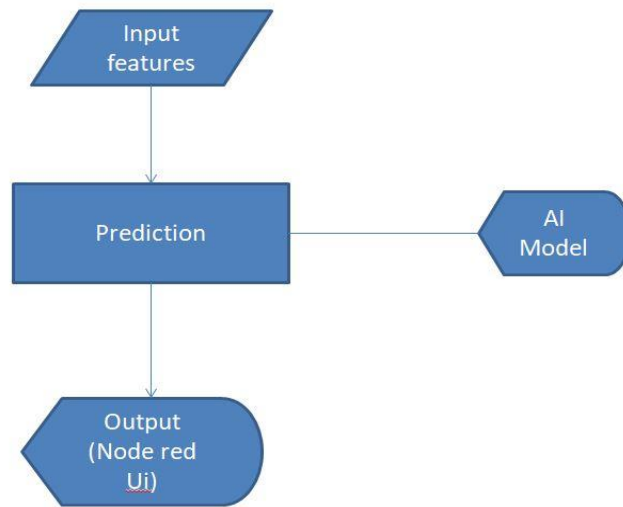 Input
features
Prediction
AI
Model
Output
(Node red
Ui)